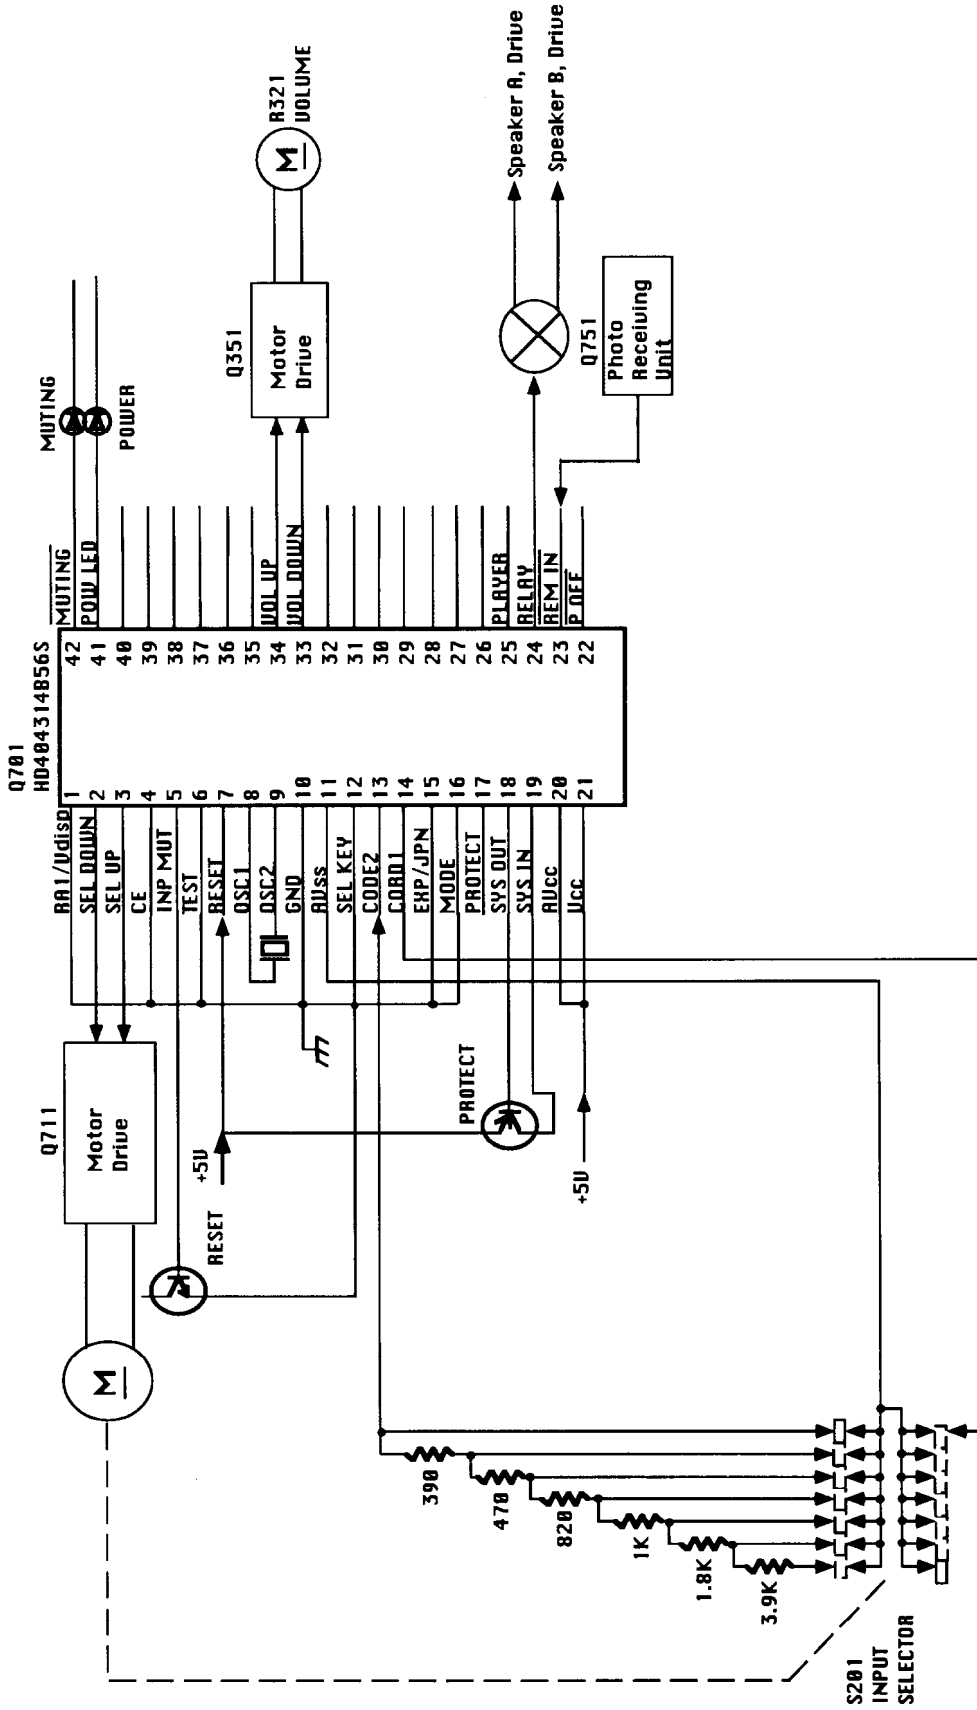 Q701
HD404314B56S
RA1/Vdisp 1
SEL DOWN 2
SEL UP 3
CE 4
INP MUT 5
TEST 6
RESET 7
OSC1 8
OSC2 9
GND 10
AVss 11
SEL KEY 12
CODE2 13
CORD1 14
EXP/JPN 15
MODE 16
PROTECT 17
SYS OUT 18
SYS IN 19
AVcc 20
Vcc 21
42 MUTING
41 POW LED
40
39
38
37
36
35
34 VOL UP
33 VOL DOWN
32
31
30
29
28
27
26
25 PLAYER
24 RELAY
23 REM IN
22 P OFF
MUTING
POWER
Q351
Motor
Drive
M
R321
VOLUME
Speaker A, Drive
Speaker B, Drive
Q751
Photo
Receiving
Unit
Q711
Motor
Drive
M
RESET
+5V
PROTECT
+5V
390
470
820
1K
1.8K
3.9K
S201
INPUT
SELECTOR